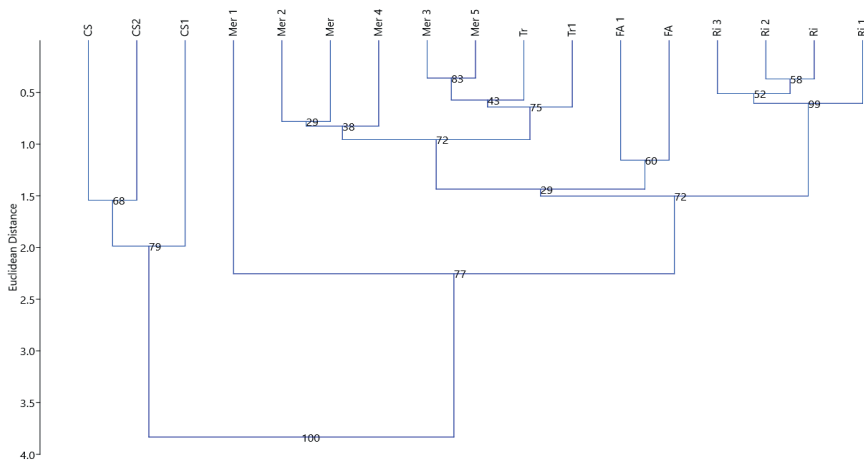 CS
CS2
CS1
Mer 1
Mer 2
Mer
Mer 4
Mer 3
Mer 5
Tr
Tr1
FA 1
FA
Ri 3
Ri 2
Ri
Ri 1
Euclidean Distance
0.5
1.0
1.5
2.0
2.5
3.0
3.5
4.0
83
58
52
43
99
75
29
38
72
60
29
72
68
79
77
100